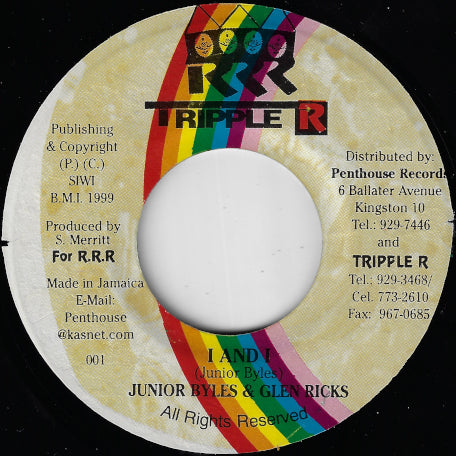 RRR
TRIPPLE R
Publishing
& Copyright
(P.) (C.)
SIWI
B.M.I. 1999
Produced by
S. Merritt
For R.R.R
Made in Jamaica
E-Mail:
Penthouse
@kasnet.com
001
Distributed by:
Penthouse Records
6 Ballater Avenue
Kingston 10
Tel.: 929-7446
and
TRIPPLE R
Tel.: 929-3468/
Cel. 773-2610
Fax: 967-0685
I AND I
(Junior Byles)
JUNIOR BYLES & GLEN RICKS
All Rights Reserved